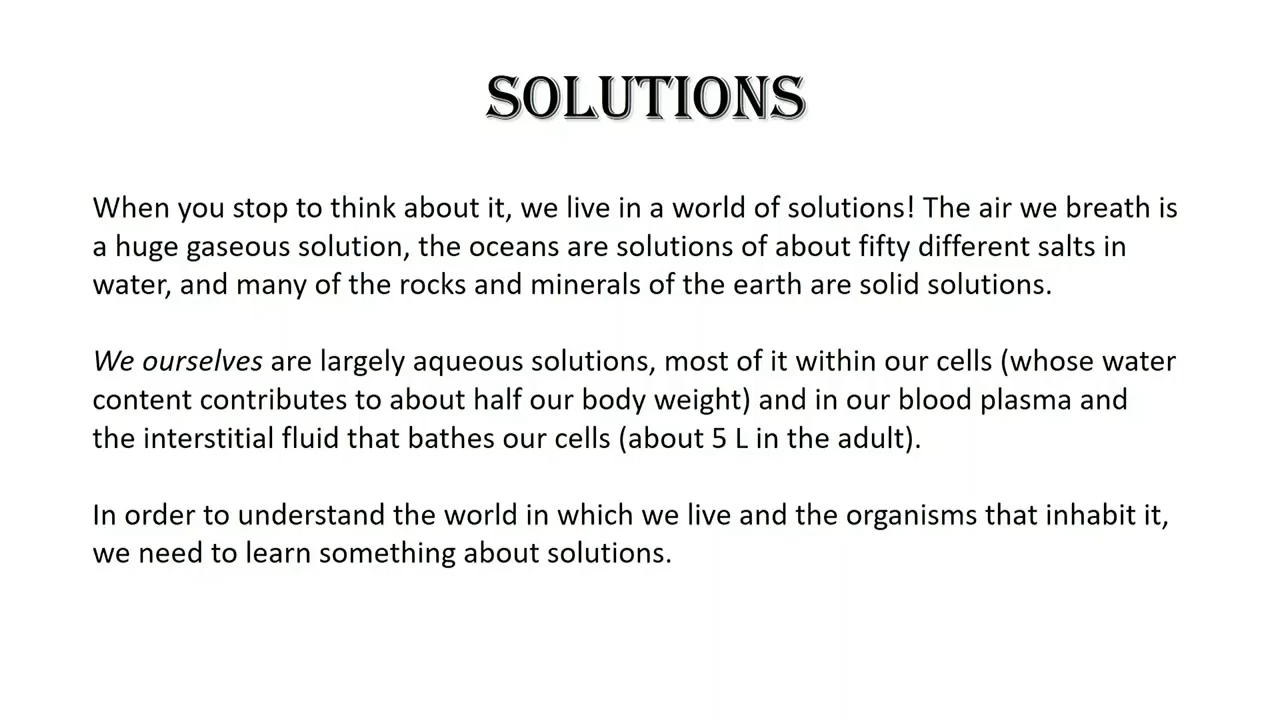 SOLUTIONS
When you stop to think about it, we live in a world of solutions! The air we breath is
a huge gaseous solution, the oceans are solutions of about fifty different salts in
water, and many of the rocks and minerals of the earth are solid solutions.
We ourselves are largely aqueous solutions, most of it within our cells (whose water
content contributes to about half our body weight) and in our blood plasma and
the interstitial fluid that bathes our cells (about 5 L in the adult).
In order to understand the world in which we live and the organisms that inhabit it,
we need to learn something about solutions.